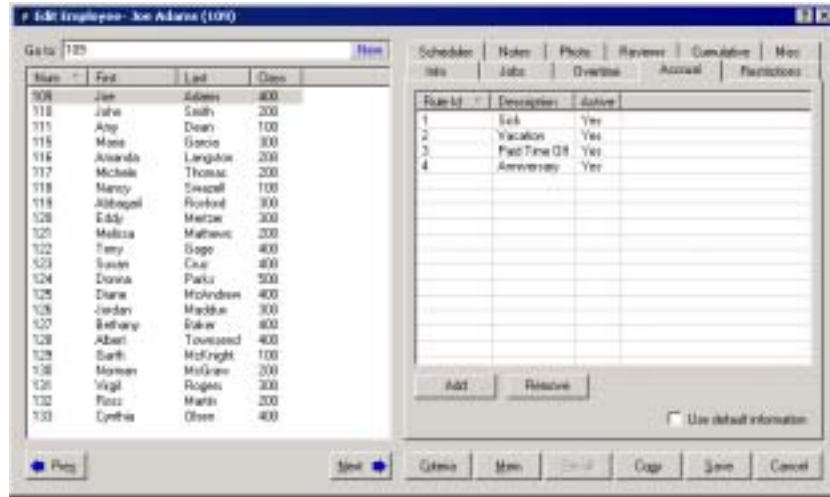 Edit Employee- Joe Adams (109)
Go to: 109 New
Num First Last Class
109 Joe Adams 400
110 John Smith 200
111 Amy Dean 100
115 Maria Garcia 300
116 Amanda Langston 200
117 Michele Thomas 200
118 Nancy 100
119 Abbagail 300
120 Eddy 300
121 Melissa Mathews 200
122 Terry Gage 400
123 Susan Cruz 400
124 Donna Parks 500
125 Diane McAndrew 400
126 Jordan Maddux 300
127 Bethany Baker 400
128 Albert Townsend 400
129 Garth McKnight 100
130 Norman McGraw 200
131 Virgil Rogers 300
132 Ross Martin 200
133 Cynthia Olsen 400
Prev Next
Scheduler Notes Photo Reviews Cumulative Misc
Info Jobs Overtime Accrual Restrictions
Rule Id Description Active
1 Sick Yes
2 Vacation Yes
3 Paid Time Off Yes
4 Anniversary Yes
Add Remove
Use default information
Criteria Copy Save Cancel